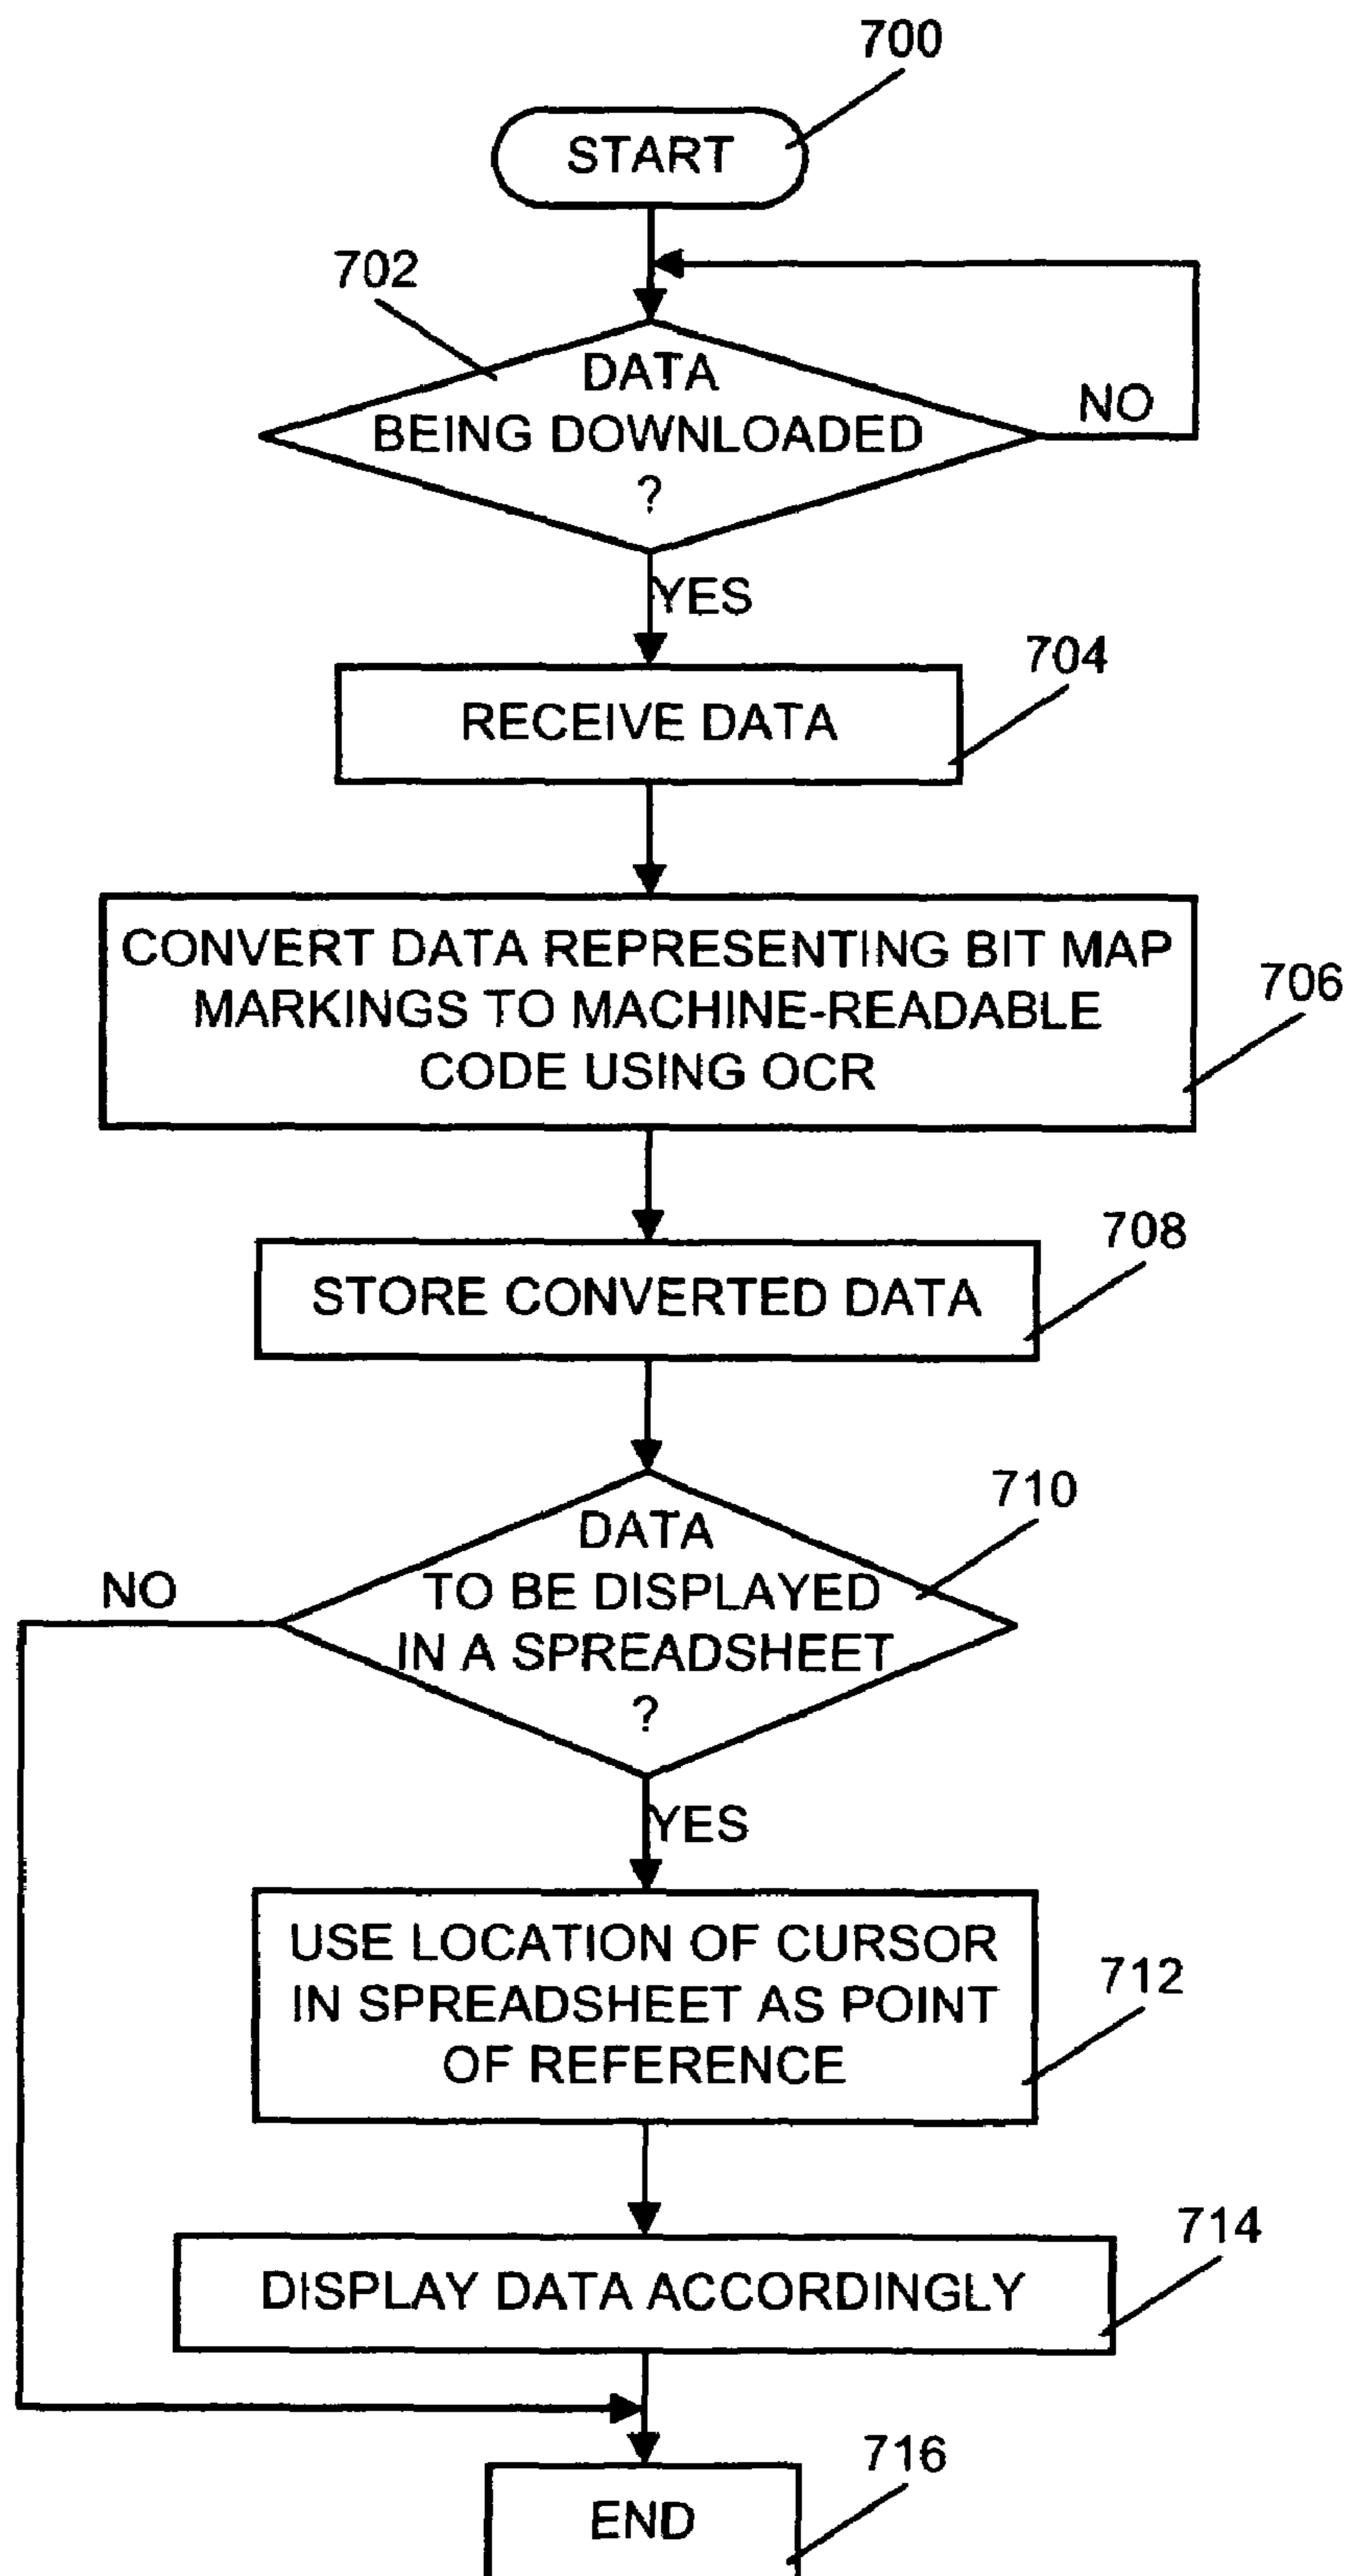 700
START
702
DATA
BEING DOWNLOADED
?
NO
YES
704
RECEIVE DATA
CONVERT DATA REPRESENTING BIT MAP
MARKINGS TO MACHINE-READABLE
CODE USING OCR
706
708
STORE CONVERTED DATA
710
DATA
TO BE DISPLAYED
IN A SPREADSHEET
?
NO
YES
USE LOCATION OF CURSOR
IN SPREADSHEET AS POINT
OF REFERENCE
712
714
DISPLAY DATA ACCORDINGLY
716
END